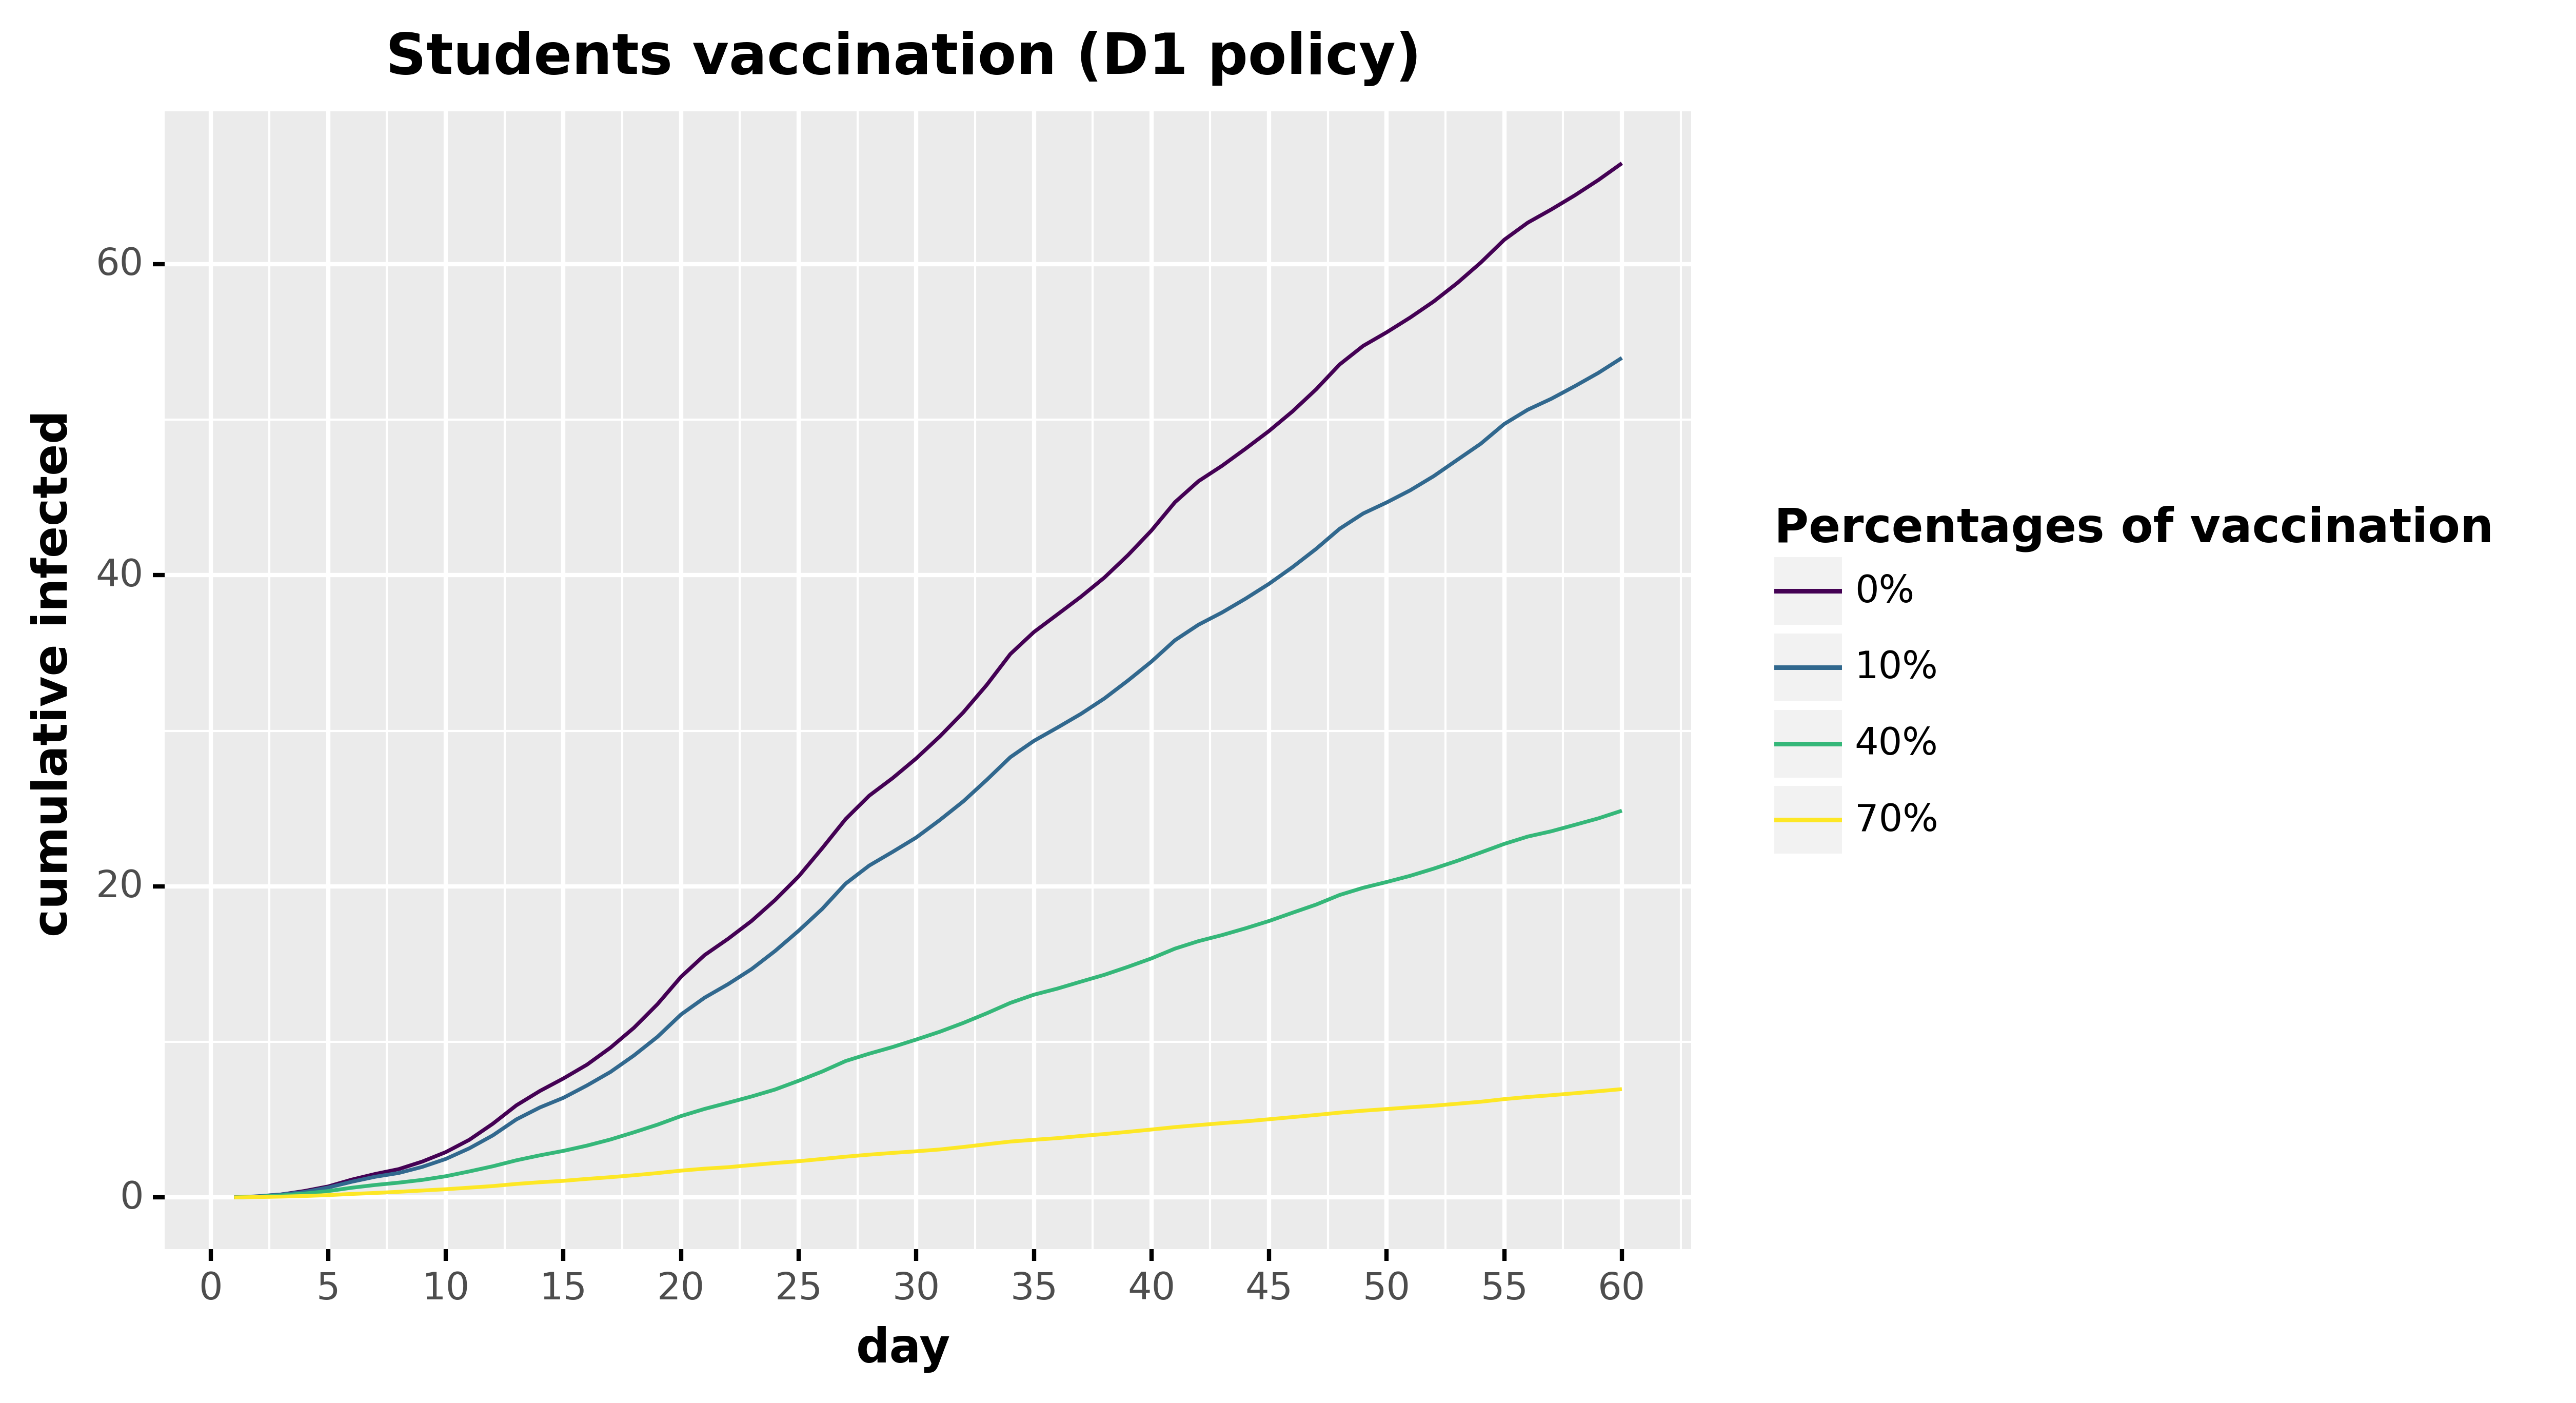 Students vaccination (D1 policy)
cumulative infected
60
40
20
0
0 5 10 15 20 25 30 35 40 45 50 55 60
day
Percentages of vaccination
0%
10%
40%
70%